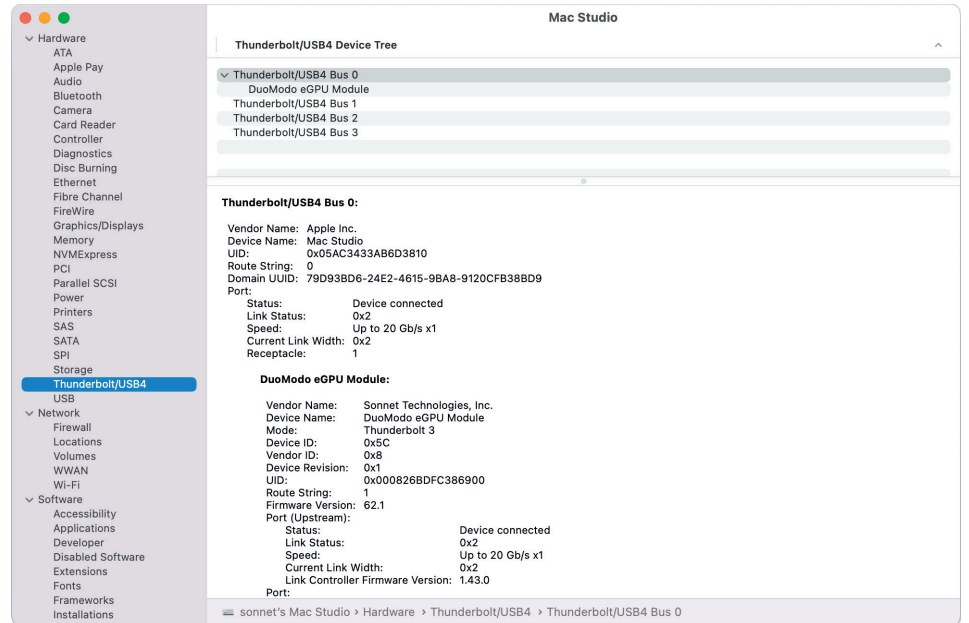 Mac Studio
Hardware
ATA
Apple Pay
Audio
Bluetooth
Camera
Card Reader
Controller
Diagnostics
Disc Burning
Ethernet
Fibre Channel
FireWire
Graphics/Displays
Memory
NVMExpress
PCI
Parallel SCSI
Power
Printers
SAS
SATA
SPI
Storage
Thunderbolt/USB4
USB
Network
Firewall
Locations
Volumes
WWAN
Wi-Fi
Software
Accessibility
Applications
Developer
Disabled Software
Extensions
Fonts
Frameworks
Installations
Thunderbolt/USB4 Device Tree
Thunderbolt/USB4 Bus 0
DuoModo eGPU Module
Thunderbolt/USB4 Bus 1
Thunderbolt/USB4 Bus 2
Thunderbolt/USB4 Bus 3
Thunderbolt/USB4 Bus 0:
Vendor Name: Apple Inc.
Device Name: Mac Studio
UID: 0x05AC3433AB6D3810
Route String: 0
Domain UUID: 79D93BD6-24E2-4615-9BA8-9120CFB38BD9
Port:
Status: Device connected
Link Status: 0x2
Speed: Up to 20 Gb/s x1
Current Link Width: 0x2
Receptacle: 1
DuoModo eGPU Module:
Vendor Name: Sonnet Technologies, Inc.
Device Name: DuoModo eGPU Module
Mode: Thunderbolt 3
Device ID: 0x5C
Vendor ID: 0x8
Device Revision: 0x1
UID: 0x000826BDFC386900
Route String: 1
Firmware Version: 62.1
Port (Upstream):
Status: Device connected
Link Status: 0x2
Speed: Up to 20 Gb/s x1
Current Link Width: 0x2
Link Controller Firmware Version: 1.43.0
Port:
sonnet's Mac Studio › Hardware › Thunderbolt/USB4 › Thunderbolt/USB4 Bus 0